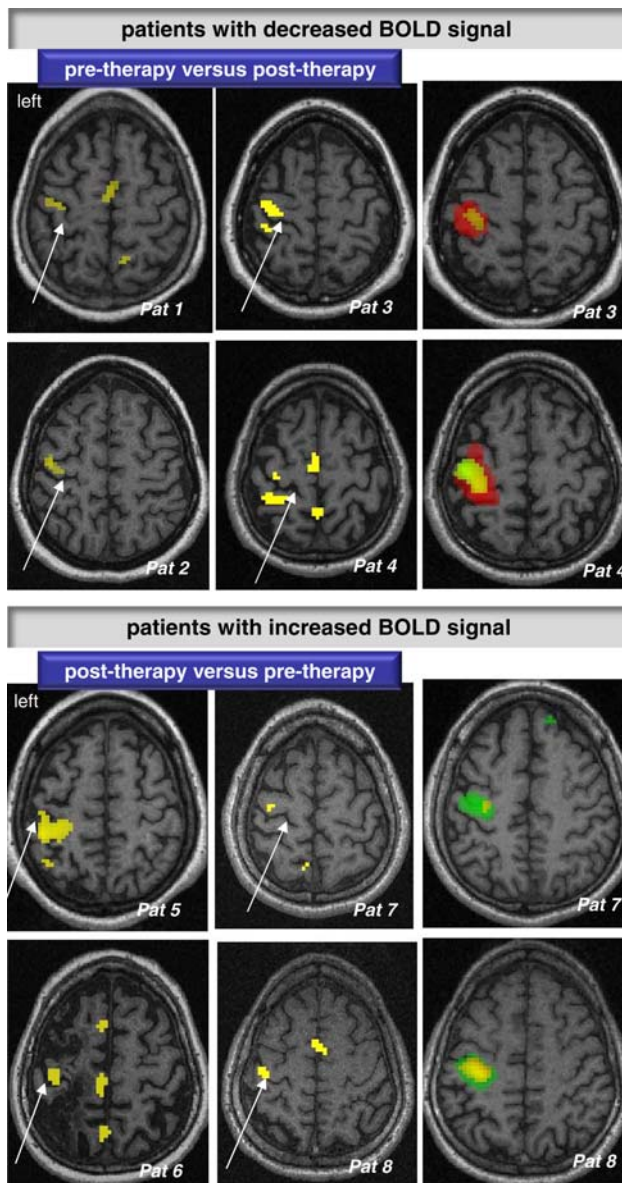 patients with decreased BOLD signal
pre-therapy versus post-therapy
left
Pat 1
Pat 3
Pat 3
Pat 2
Pat 4
Pat 4
patients with increased BOLD signal
post-therapy versus pre-therapy
left
Pat 5
Pat 7
Pat 7
Pat 6
Pat 8
Pat 8